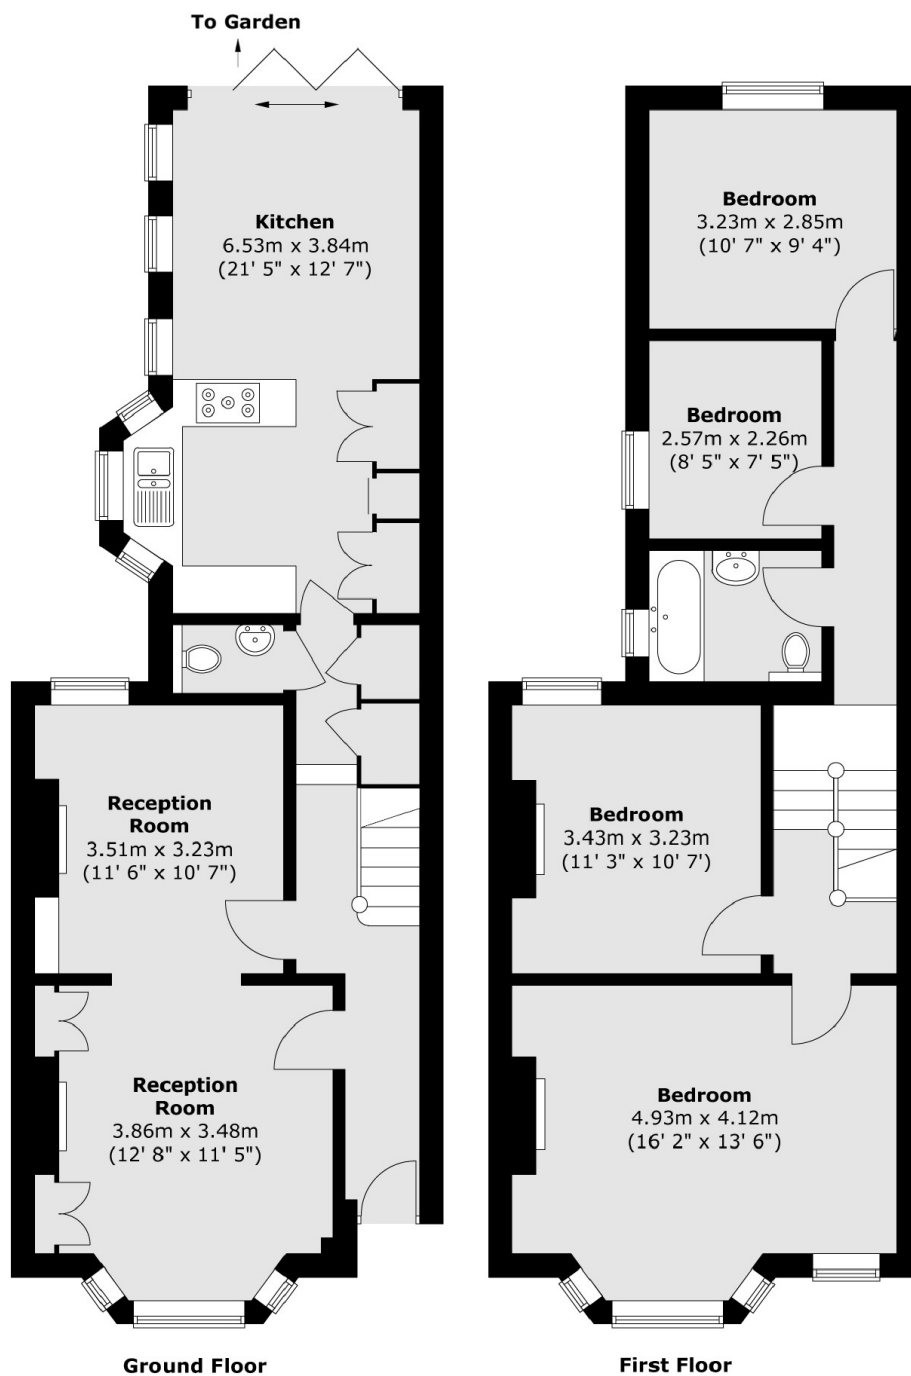 To Garden
Kitchen
6.53m x 3.84m
(21' 5" x 12' 7")
Reception
Room
3.51m x 3.23m
(11' 6" x 10' 7")
Reception
Room
3.86m x 3.48m
(12' 8" x 11' 5")
Ground Floor
Bedroom
3.23m x 2.85m
(10' 7" x 9' 4")
Bedroom
2.57m x 2.26m
(8' 5" x 7' 5")
Bedroom
3.43m x 3.23m
(11' 3" x 10' 7')
Bedroom
4.93m x 4.12m
(16' 2" x 13' 6")
First Floor